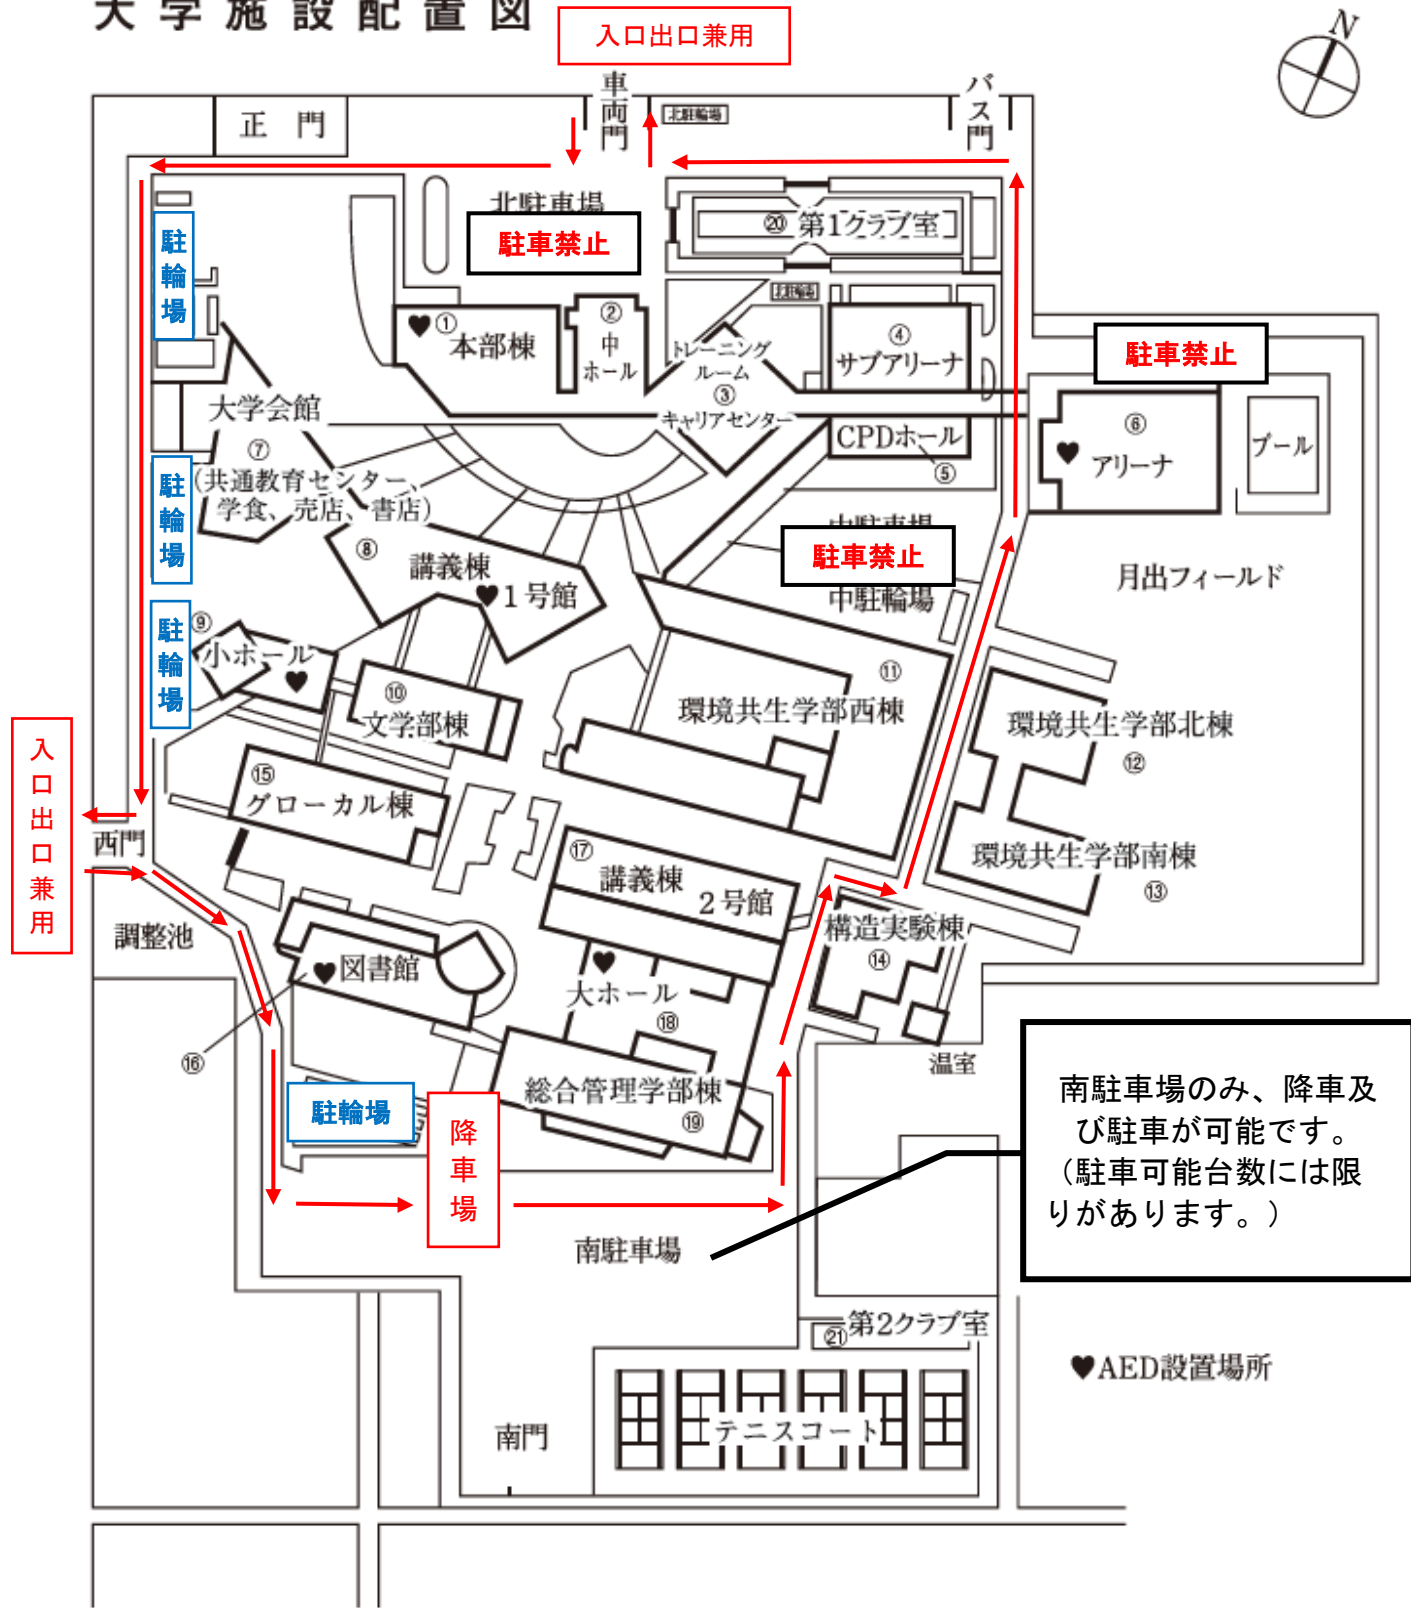 大学施設配置図
入口出口兼用
N
車両門
北駐輪場
バス門
正門
北駐車場
駐車禁止
⑳ 第1クラブ室
駐輪場
北駐輪場
① 本部棟
② 中ホール
トレーニング
ルーム
③
キャリアセンター
④
サブアリーナ
駐車禁止
大学会館
⑦
(共通教育センター、
学食、売店、書店)
CPDホール
⑤
⑥
アリーナ
プール
駐輪場
⑧
講義棟
1号館
中駐車場
駐車禁止
中駐輪場
月出フィールド
駐輪場
⑨
小ホール
⑩
文学部棟
⑪
環境共生学部西棟
環境共生学部北棟
⑫
入口出口兼用
⑮
グローカル棟
西門
⑰
講義棟
2号館
環境共生学部南棟
⑬
調整池
構造実験棟
⑭
図書館
⑯
大ホール
⑱
温室
総合管理学部棟
⑲
駐輪場
降車場
南駐車場のみ、降車及
び駐車が可能です。
(駐車可能台数には限
りがあります。)
南駐車場
㉑ 第2クラブ室
♥AED設置場所
テニスコート
南門